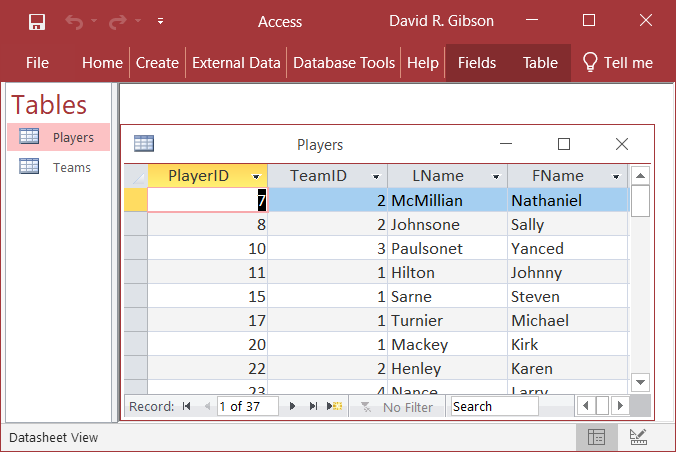 Access David R. Gibson
File Home Create External Data Database Tools Help Fields Table Tell me
Tables
Players
Teams
Players
PlayerID TeamID LName FName
7 2 McMillian Nathaniel
8 2 Johnsone Sally
10 3 Paulsonet Yanced
11 1 Hilton Johnny
15 1 Sarne Steven
17 1 Turnier Michael
20 1 Mackey Kirk
22 2 Henley Karen
23 4 Nance Larry
Record: 1 of 37 No Filter Search
Datasheet View